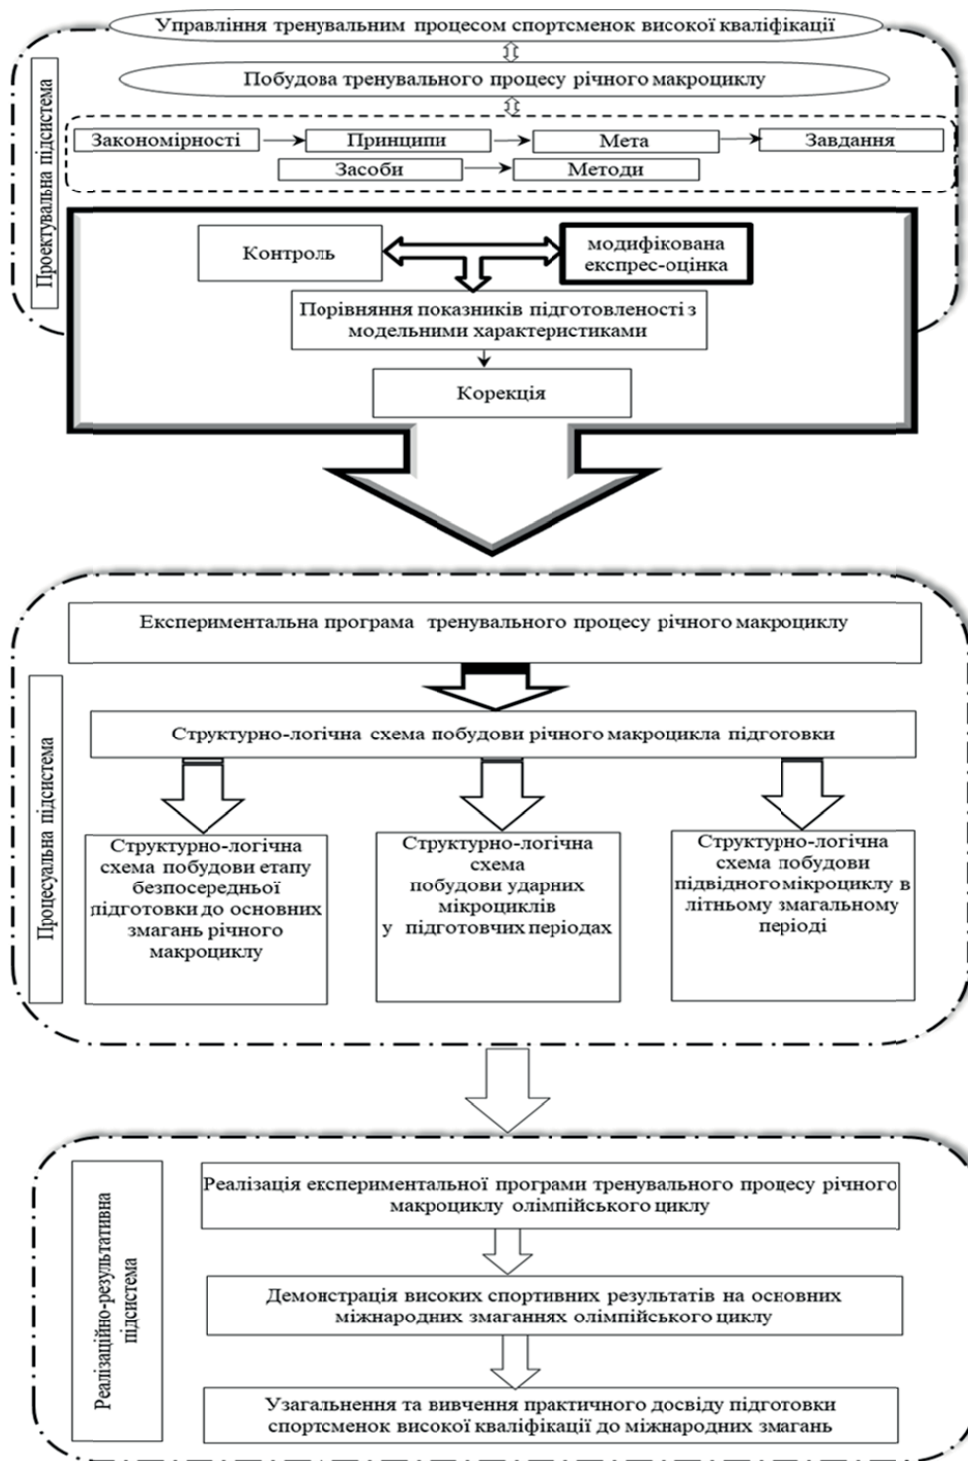 Управління тренувальним процесом спортсменок високої кваліфікації
Побудова тренувального процесу річного макроциклу
Проектувальна підсистема
Закономірності
Принципи
Мета
Завдання
Засоби
Методи
Контроль
модифікована
експрес-оцінка
Порівняння показників підготовленості з
модельними характеристиками
Корекція
Процесуальна підсистема
Експериментальна програма тренувального процесу річного макроциклу
Структурно-логічна схема побудови річного макроцикла підготовки
Структурно-логічна
схема побудови етапу
безпосередньої
підготовки до основних
змагань річного
макроциклу
Структурно-логічна
схема
побудови ударних
мікроциклів
у підготовчих періодах
Структурно-логічна
схема побудови
підвідного мікроциклу в
літньому змагальному
періоді
Реалізаційно-результативна
підсистема
Реалізація експериментальної програми тренувального процесу річного
макроциклу олімпійського циклу
Демонстрація високих спортивних результатів на основних
міжнародних змаганнях олімпійського циклу
Узагальнення та вивчення практичного досвіду підготовки
спортсменок високої кваліфікації до міжнародних змагань